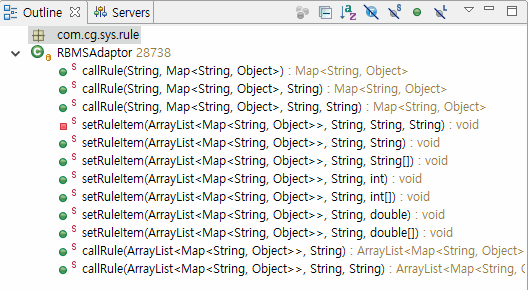 Outline Servers
com.cg.sys.rule
RBMSAdaptor 28738
callRule(String, Map<String, Object>) : Map<String, Object>
callRule(String, Map<String, Object>, String) : Map<String, Object>
callRule(String, Map<String, Object>, String, String) : Map<String, Object>
setRuleItem(ArrayList<Map<String, Object>>, String, String, String) : void
setRuleItem(ArrayList<Map<String, Object>>, String, String) : void
setRuleItem(ArrayList<Map<String, Object>>, String, String[]) : void
setRuleItem(ArrayList<Map<String, Object>>, String, int) : void
setRuleItem(ArrayList<Map<String, Object>>, String, int[]) : void
setRuleItem(ArrayList<Map<String, Object>>, String, double) : void
setRuleItem(ArrayList<Map<String, Object>>, String, double[]) : void
callRule(ArrayList<Map<String, Object>>, String) : ArrayList<Map<String, Object>
callRule(ArrayList<Map<String, Object>>, String, String) : ArrayList<Map<String, Ob